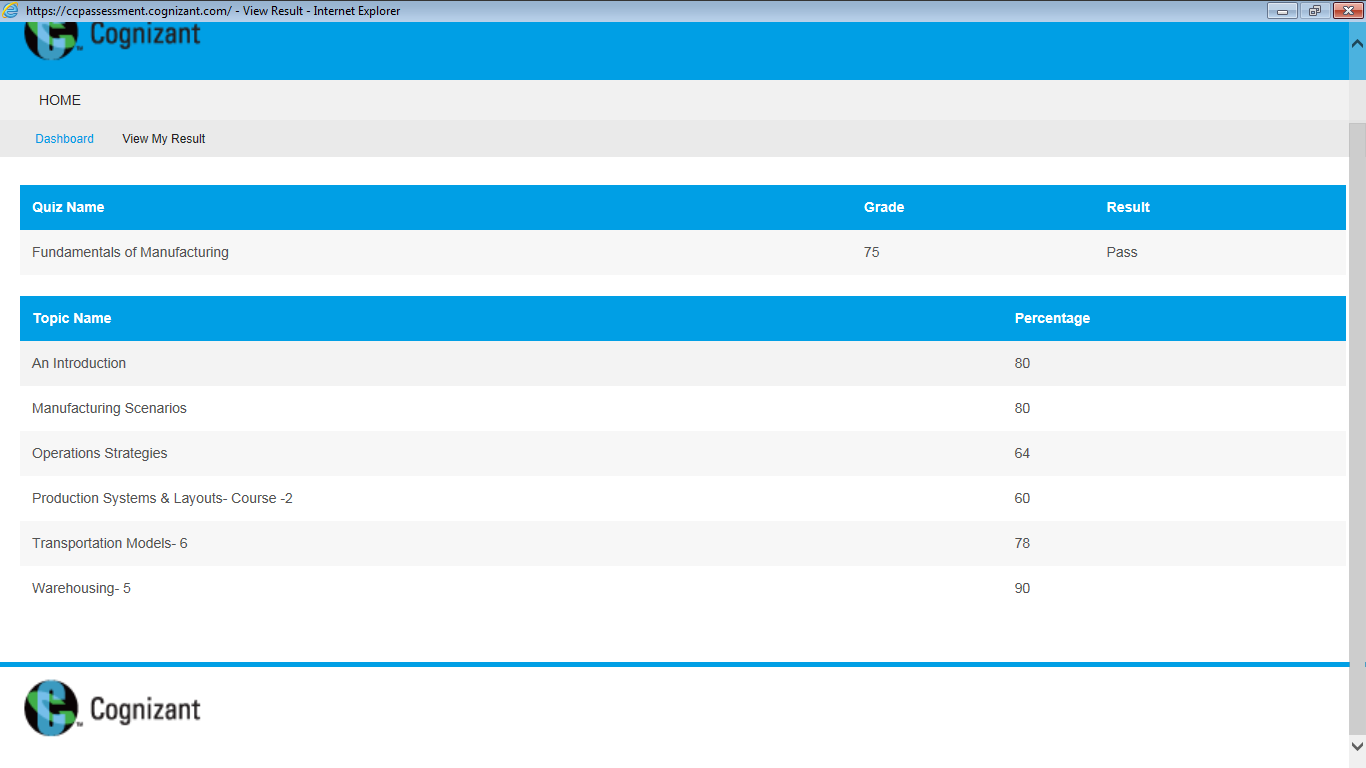 https://ccpassessment.cognizant.com/ - View Result - Internet Explorer
Cognizant
HOME
Dashboard View My Result
Quiz Name Grade Result
Fundamentals of Manufacturing 75 Pass
Topic Name Percentage
An Introduction 80
Manufacturing Scenarios 80
Operations Strategies 64
Production Systems & Layouts- Course -2 60
Transportation Models- 6 78
Warehousing- 5 90
Cognizant